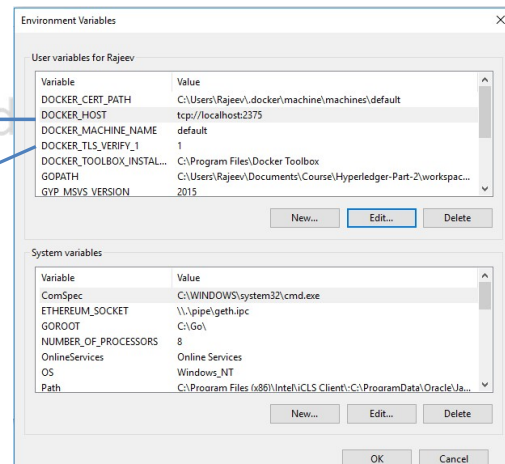 Environment Variables
User variables for Rajeev
Variable Value
DOCKER_CERT_PATH C:\Users\Rajeev\.docker\machine\machines\default
DOCKER_HOST tcp://localhost:2375
DOCKER_MACHINE_NAME default
DOCKER_TLS_VERIFY_1 1
DOCKER_TOOLBOX_INSTAL... C:\Program Files\Docker Toolbox
GOPATH C:\Users\Rajeev\Documents\Course\Hyperledger-Part-2\workspac...
GYP_MSVS_VERSION 2015
New... Edit... Delete
System variables
Variable Value
ComSpec C:\WINDOWS\system32\cmd.exe
ETHEREUM_SOCKET \\.\pipe\geth.ipc
GOROOT C:\Go\
NUMBER_OF_PROCESSORS 8
OnlineServices Online Services
OS Windows_NT
Path C:\Program Files (x86)\Intel\iCLS Client\;C:\ProgramData\Oracle\Ja...
New... Edit... Delete
OK Cancel